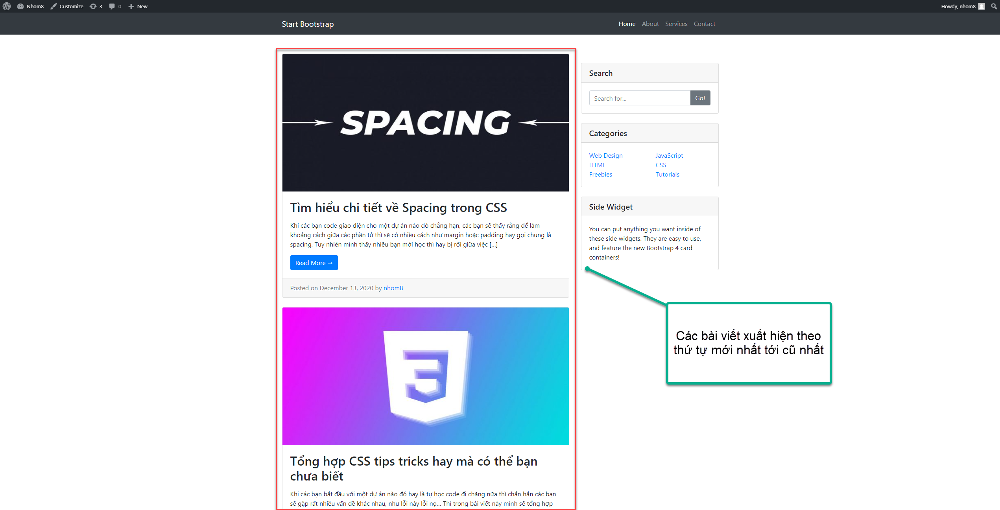 Nhom8 Customize 3 0 New Howdy, nhom8
Start Bootstrap Home About Services Contact
SPACING
Tìm hiểu chi tiết về Spacing trong CSS
Khi các bạn code giao diện cho một dự án nào đó chẳng hạn, các bạn sẽ thấy rằng để làm
khoảng cách giữa các phần tử thì sẽ có nhiều cách như margin hoặc padding hay gọi chung là
spacing. Tuy nhiên mình thấy nhiều bạn mới học thì hay bị rối giữa việc [...]
Read More →
Posted on December 13, 2020 by nhom8
3
Tổng hợp CSS tips tricks hay mà có thể bạn
chưa biết
Khi các bạn bắt đầu với một dự án nào đó hay là tự học code đi chăng nữa thì chắn hẳn các bạn
sẽ gặp rất nhiều vấn đề khác nhau, như lỗi này lỗi nọ... Thì trong bài viết này mình sẽ tổng hợp
Search
Search for...
Go!
Categories
Web Design JavaScript
HTML CSS
Freebies Tutorials
Side Widget
You can put anything you want inside of
these side widgets. They are easy to use,
and feature the new Bootstrap 4 card
containers!
Các bài viết xuất hiện theo
thứ tự mới nhất tới cũ nhất